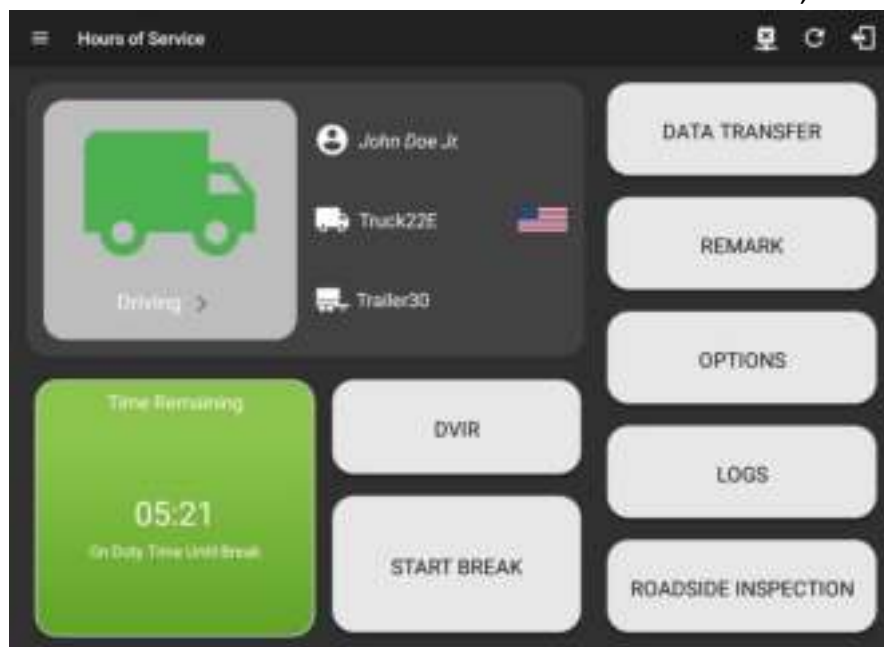 Hours of Service
John Doe Jr.
Truck22E
Trailer30
Driving
Time Remaining
05:21
On Duty Time Until Break
DVIR
START BREAK
DATA TRANSFER
REMARK
OPTIONS
LOGS
ROADSIDE INSPECTION